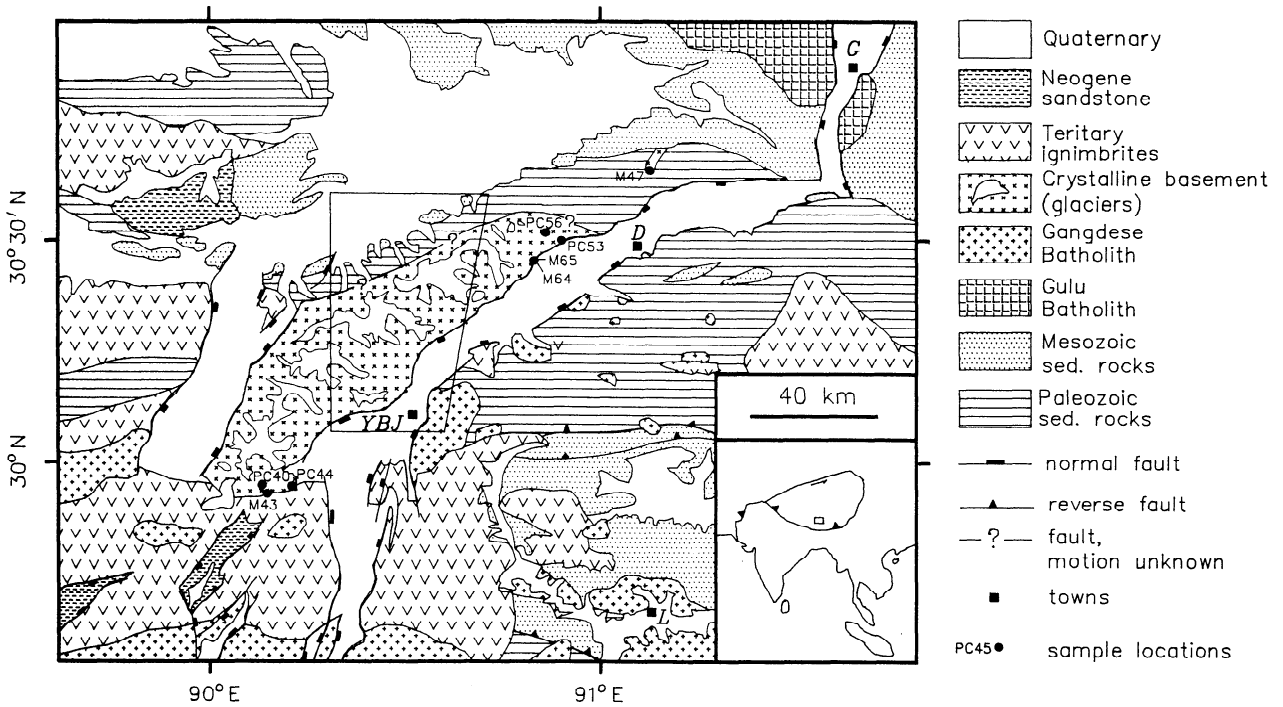 G
M47
PC56?
D
PC53
M65
M64
YBJ
PC44
M43
L
?
30°30' N
30° N
90° E
91° E
40 km
Quaternary
Neogene
sandstone
Teritary
ignimbrites
Crystalline basement
(glaciers)
Gangdese
Batholith
Gulu
Batholith
Mesozoic
sed. rocks
Paleozoic
sed. rocks
normal fault
reverse fault
— ? — fault,
motion unknown
towns
PC45 sample locations